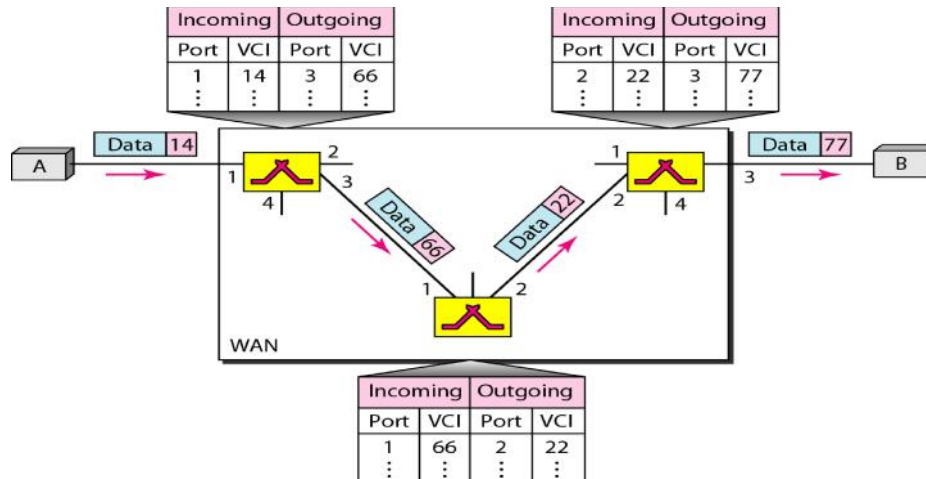 Incoming Outgoing
Port VCI Port VCI
1 14 3 66
⋮ ⋮ ⋮ ⋮
Incoming Outgoing
Port VCI Port VCI
2 22 3 77
⋮ ⋮ ⋮ ⋮
A
Data 14
1
2
3
4
Data 66
1
2
Data 22
1
2
3
4
Data 77
B
WAN
Incoming Outgoing
Port VCI Port VCI
1 66 2 22
⋮ ⋮ ⋮ ⋮